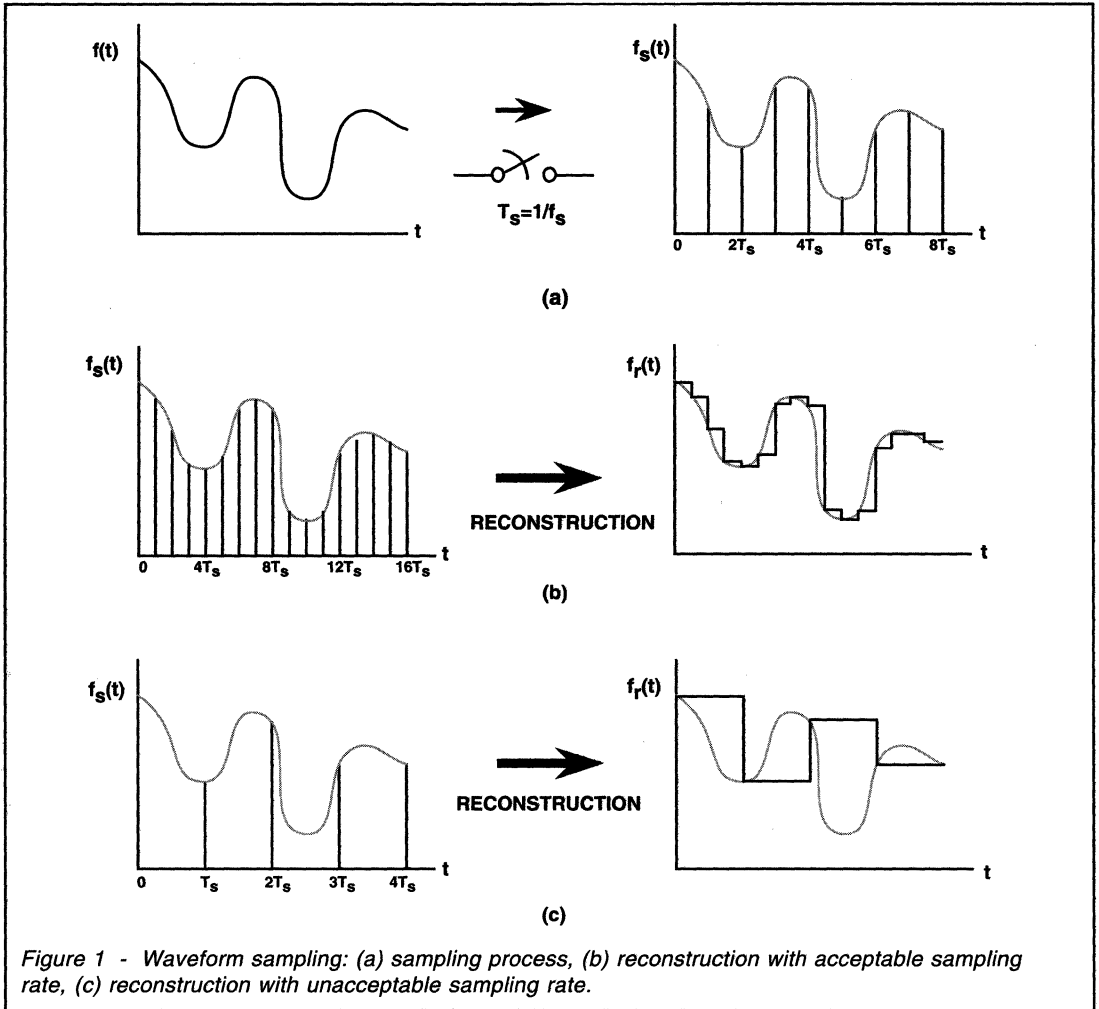 f(t)
t
T_s=1/f_s
f_s(t)
0 2T_s 4T_s 6T_s 8T_s t
(a)
f_s(t)
0 4T_s 8T_s 12T_s 16T_s t
RECONSTRUCTION
f_r(t)
t
(b)
f_s(t)
0 T_s 2T_s 3T_s 4T_s t
RECONSTRUCTION
f_r(t)
t
(c)
Figure 1 - Waveform sampling: (a) sampling process, (b) reconstruction with acceptable sampling
rate, (c) reconstruction with unacceptable sampling rate.